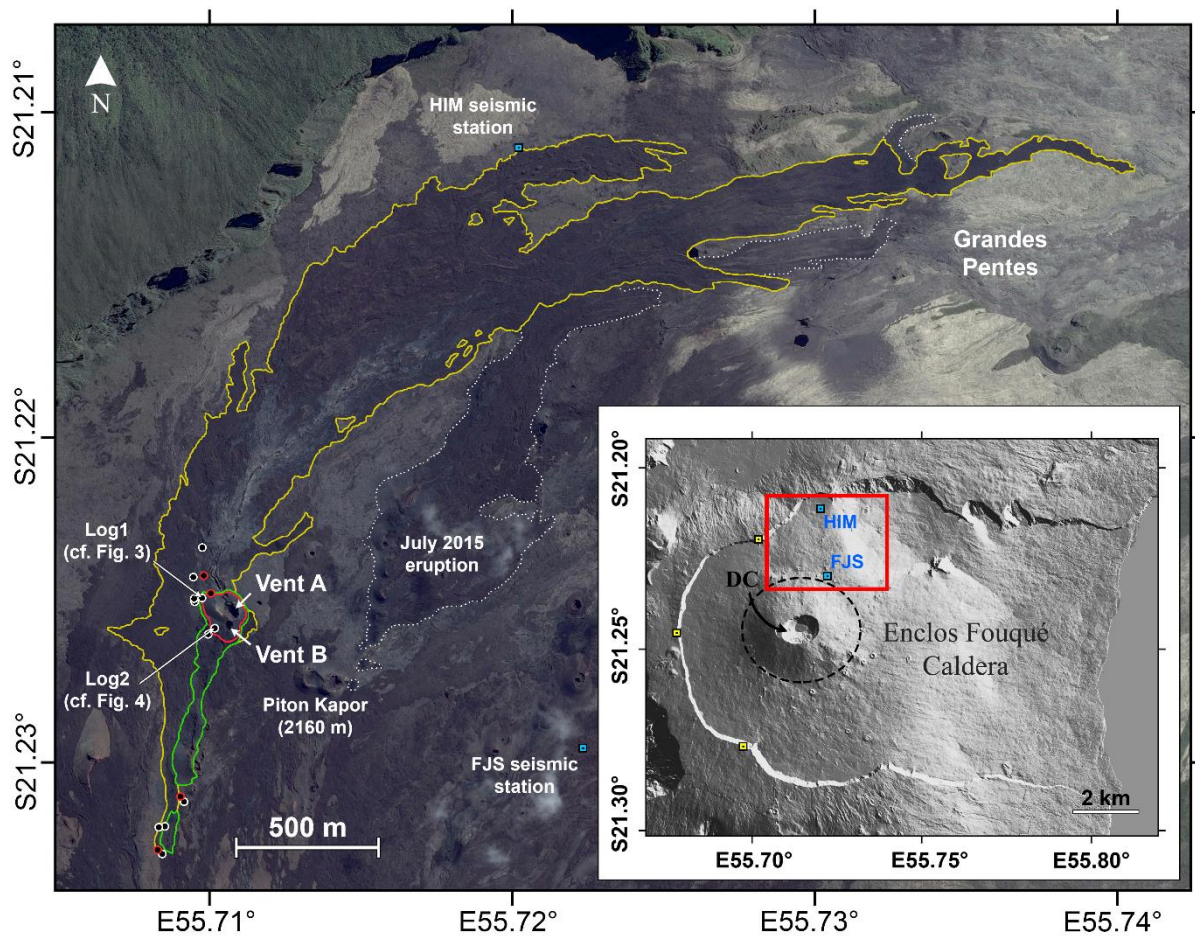 S21.21°
S21.22°
S21.23°
N
HIM seismic
station
Grandes
Pentes
July 2015
eruption
Log1
(cf. Fig. 3)
Vent A
Vent B
Log2
(cf. Fig. 4)
Piton Kapor
(2160 m)
FJS seismic
station
500 m
E55.71°
E55.72°
E55.73°
E55.74°
S21.20°
S21.25°
S21.30°
HIM
FJS
DC
Enclos Fouqué
Caldera
2 km
E55.70°
E55.75°
E55.80°